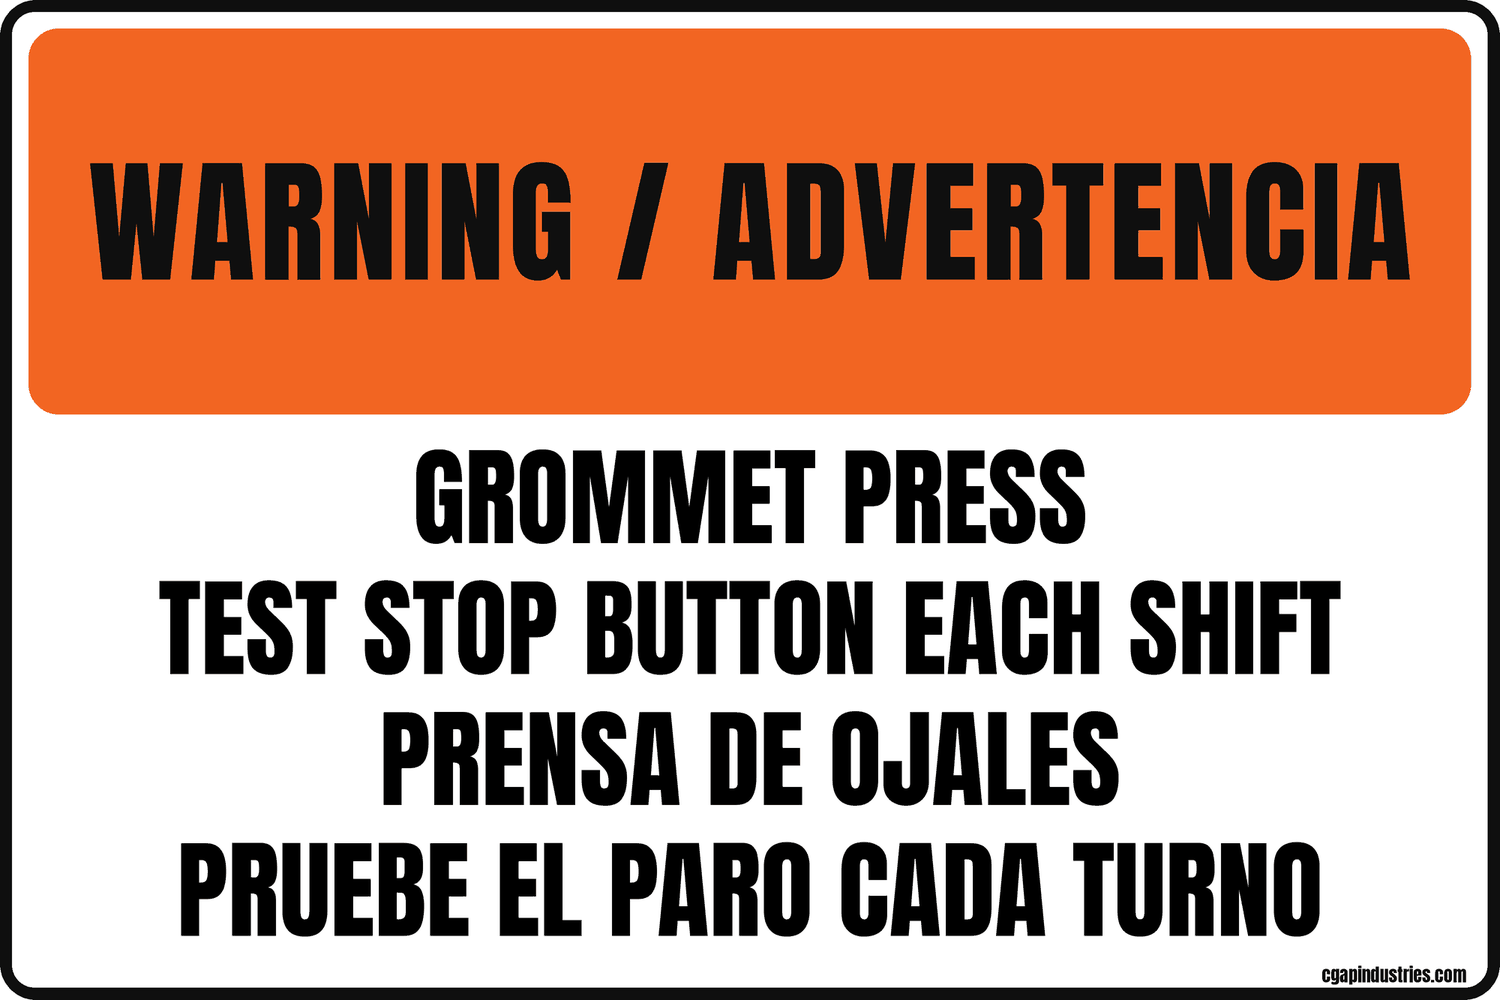 WARNING / ADVERTENCIA
GROMMET PRESS
TEST STOP BUTTON EACH SHIFT
PRENSA DE OJALES
PRUEBE EL PARO CADA TURNO
cgapindustries.com